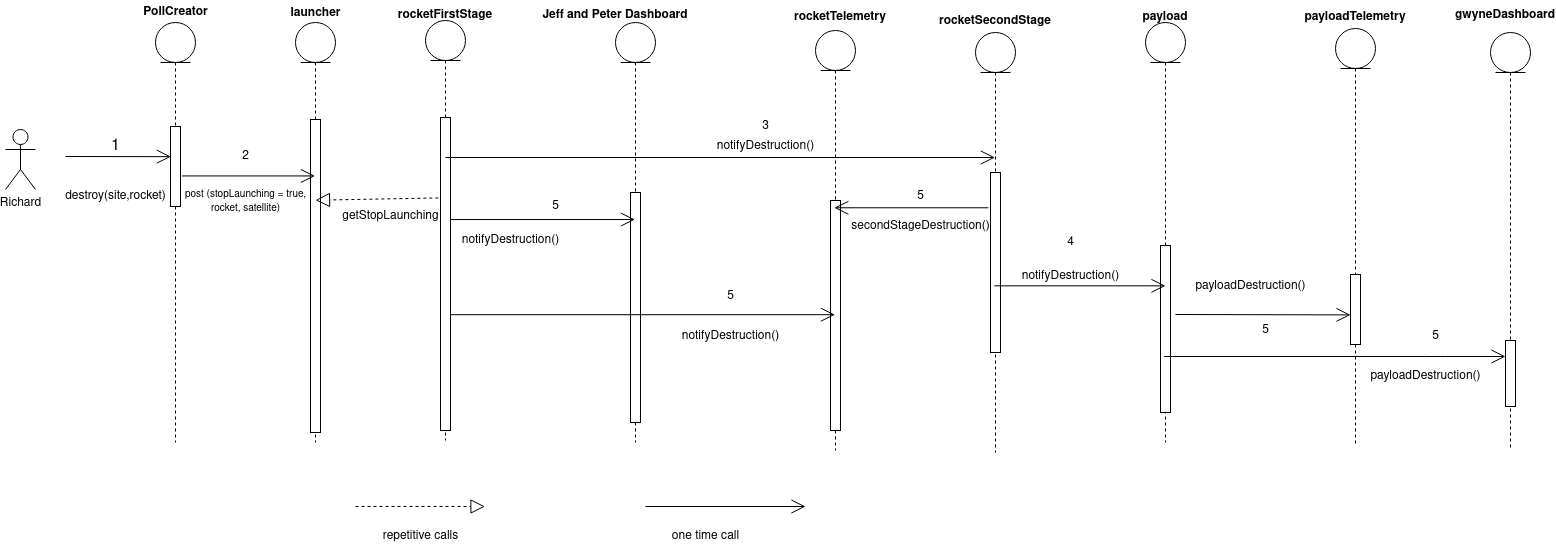 PollCreator
launcher
rocketFirstStage
Jeff and Peter Dashboard
rocketTelemetry
rocketSecondStage
payload
payloadTelemetry
gwyneDashboard
Richard
1
destroy(site,rocket)
2
post (stopLaunching = true,
rocket, satellite)
3
notifyDestruction()
getStopLaunching
5
notifyDestruction()
5
secondStageDestruction()
4
notifyDestruction()
5
notifyDestruction()
payloadDestruction()
5
5
payloadDestruction()
repetitive calls
one time call